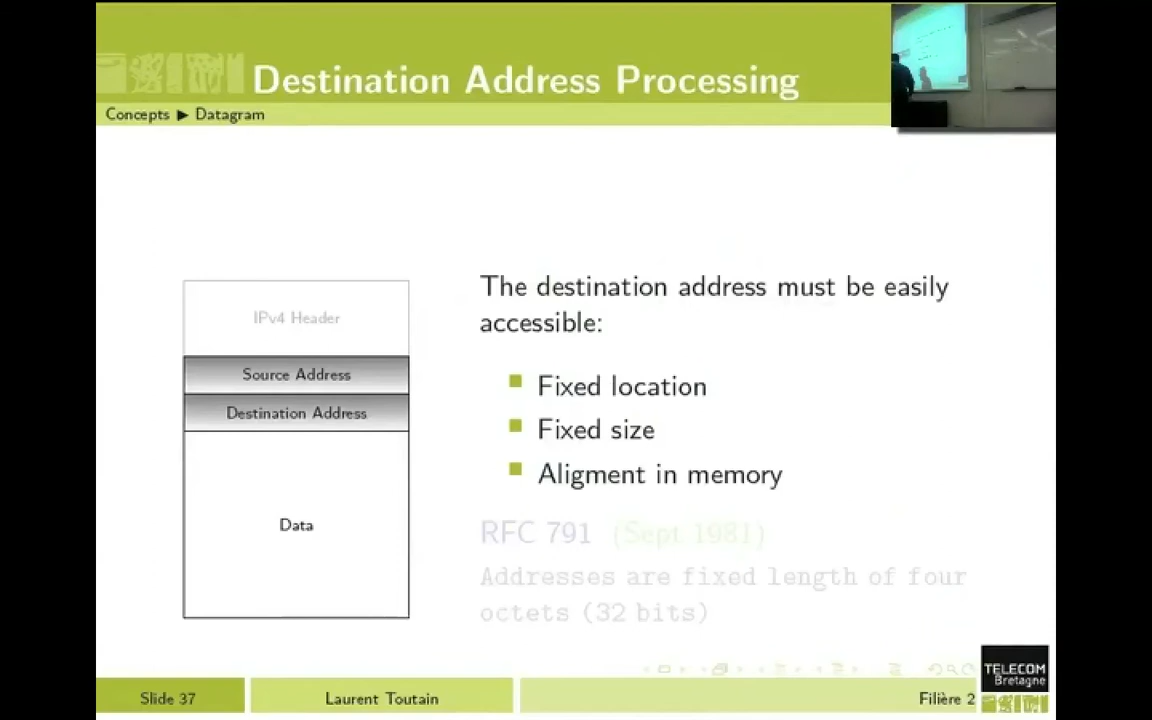 Destination Address Processing
Concepts ▶ Datagram
IPv4 Header
Source Address
Destination Address
Data
The destination address must be easily
accessible:
Fixed location
Fixed size
Aligment in memory
RFC 791 (Sept 1981)
Addresses are fixed length of four
octets (32 bits)
TELECOM
Bretagne
Slide 37
Laurent Toutain
Filière 2